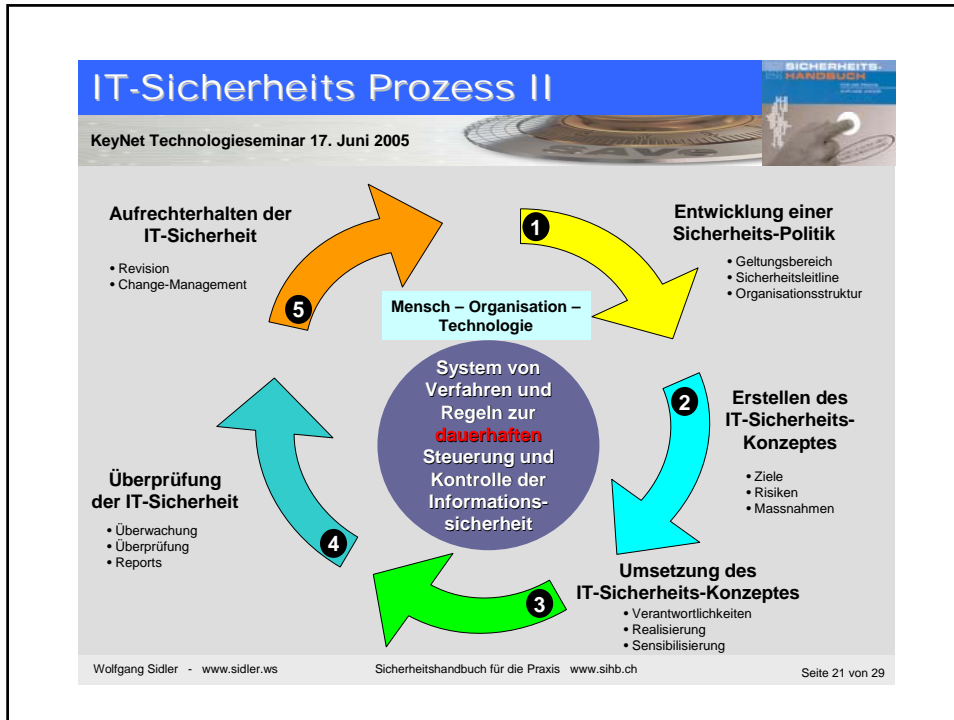 IT-Sicherheits Prozess II
SICHERHEITS-
HANDBUCH
KeyNet Technologieseminar 17. Juni 2005
Aufrechterhalten der
IT-Sicherheit
• Revision
• Change-Management
5
1
Entwicklung einer
Sicherheits-Politik
• Geltungsbereich
• Sicherheitsleitline
• Organisationsstruktur
Mensch – Organisation –
Technologie
System von
Verfahren und
Regeln zur
dauerhaften
Steuerung und
Kontrolle der
Informations-
sicherheit
2
Erstellen des
IT-Sicherheits-
Konzeptes
• Ziele
• Risiken
• Massnahmen
Überprüfung
der IT-Sicherheit
• Überwachung
• Überprüfung
• Reports
4
3
Umsetzung des
IT-Sicherheits-Konzeptes
• Verantwortlichkeiten
• Realisierung
• Sensibilisierung
Wolfgang Sidler - www.sidler.ws Sicherheitshandbuch für die Praxis www.sihb.ch Seite 21 von 29